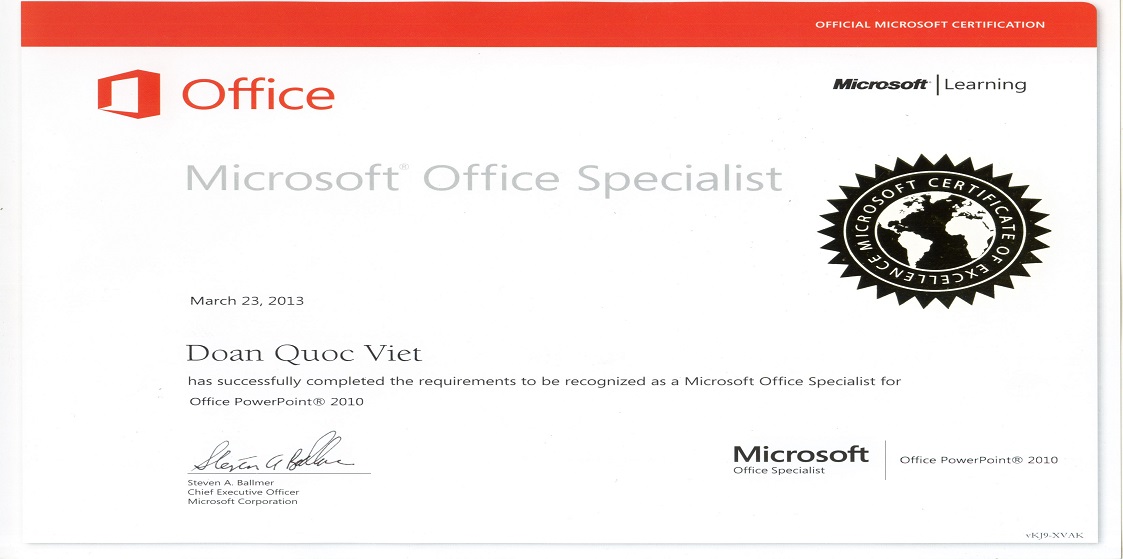 OFFICIAL MICROSOFT CERTIFICATION
Office
Microsoft | Learning
Microsoft® Office Specialist
MICROSOFT CERTIFICATE OF EXCELLENCE
March 23, 2013
Doan Quoc Viet
has successfully completed the requirements to be recognized as a Microsoft Office Specialist for
Office PowerPoint® 2010
Steven A Ballmer
Steven A. Ballmer
Chief Executive Officer
Microsoft Corporation
Microsoft
Office Specialist
Office PowerPoint® 2010
vKJ9-XVAK